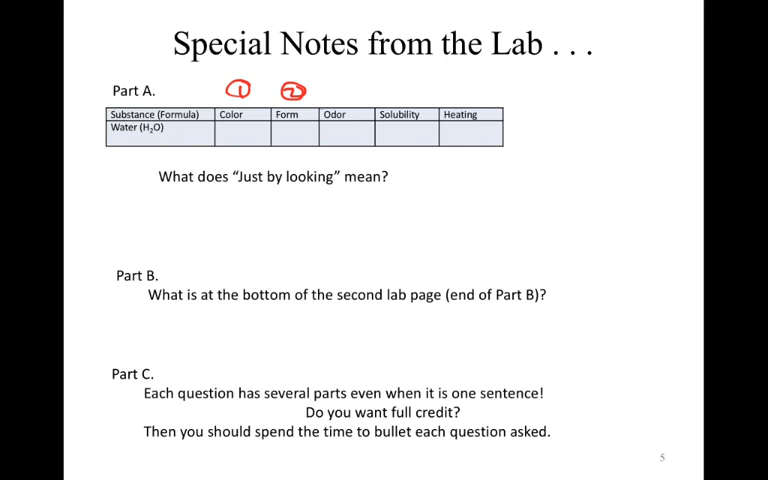 Special Notes from the Lab . . .
Part A.
① ②
Substance (Formula) Color Form Odor Solubility Heating
Water (H₂O)
What does “Just by looking” mean?
Part B.
What is at the bottom of the second lab page (end of Part B)?
Part C.
Each question has several parts even when it is one sentence!
Do you want full credit?
Then you should spend the time to bullet each question asked.
5